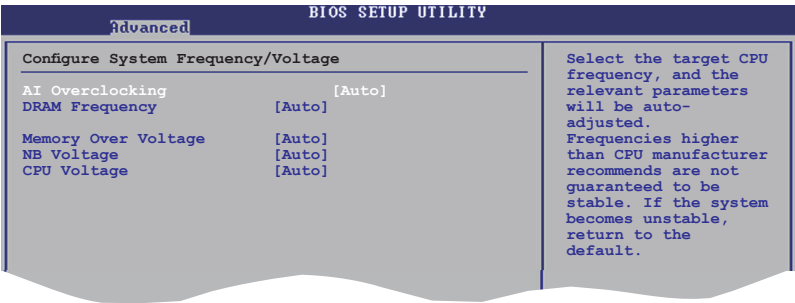 BIOS SETUP UTILITY
Advanced
Configure System Frequency/Voltage
AI Overclocking [Auto]
DRAM Frequency [Auto]
Memory Over Voltage [Auto]
NB Voltage [Auto]
CPU Voltage [Auto]
Select the target CPU
frequency, and the
relevant parameters
will be auto-
adjusted.
Frequencies higher
than CPU manufacturer
recommends are not
guaranteed to be
stable. If the system
becomes unstable,
return to the
default.